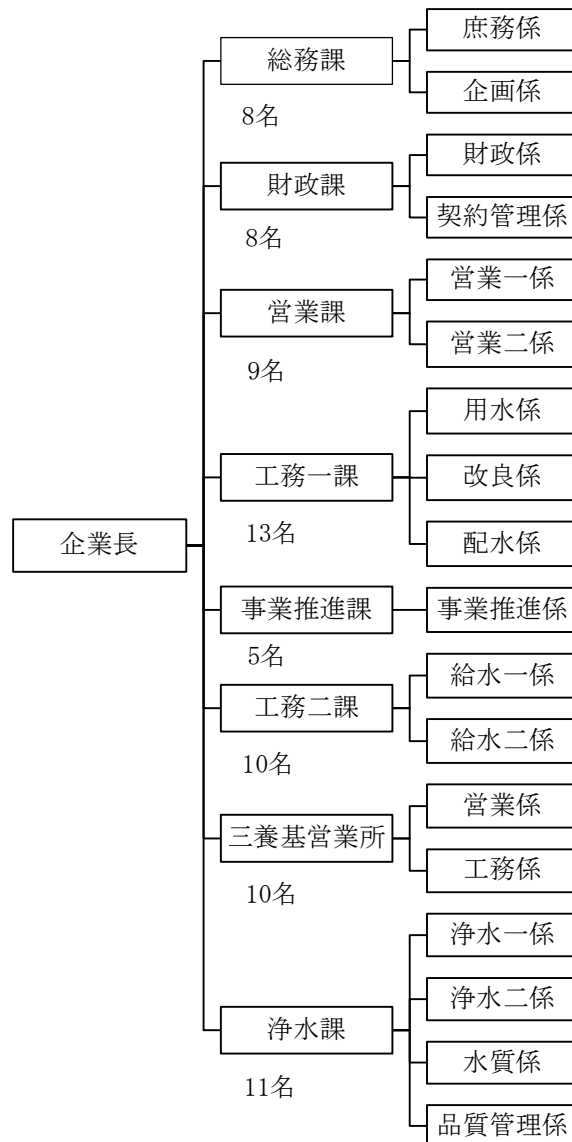 庶務係
総務課
企画係
8名
財政係
財政課
契約管理係
8名
営業一係
営業課
営業二係
9名
用水係
工務一課
改良係
13名
配水係
企業長
事業推進課
事業推進係
5名
給水一係
工務二課
給水二係
10名
営業係
三養基営業所
工務係
10名
浄水一係
浄水二係
浄水課
水質係
11名
品質管理係